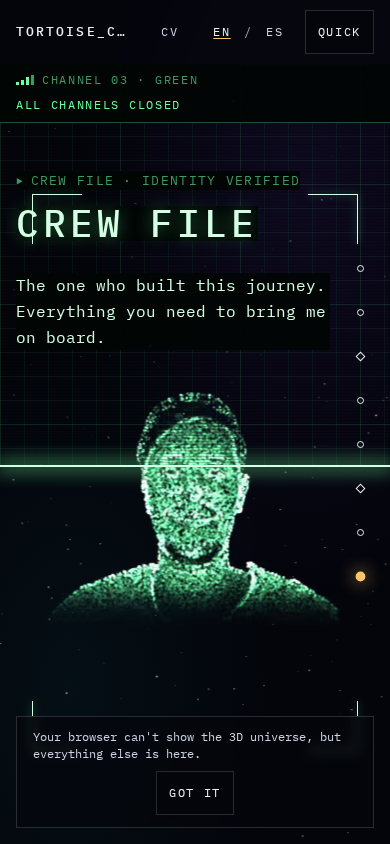 TORTOISE_C… CV EN / ES QUICK
CHANNEL 03 · GREEN
ALL CHANNELS CLOSED
▸ CREW FILE · IDENTITY VERIFIED
CREW FILE
The one who built this journey.
Everything you need to bring me
on board.
Your browser can't show the 3D universe, but
everything else is here.
GOT IT